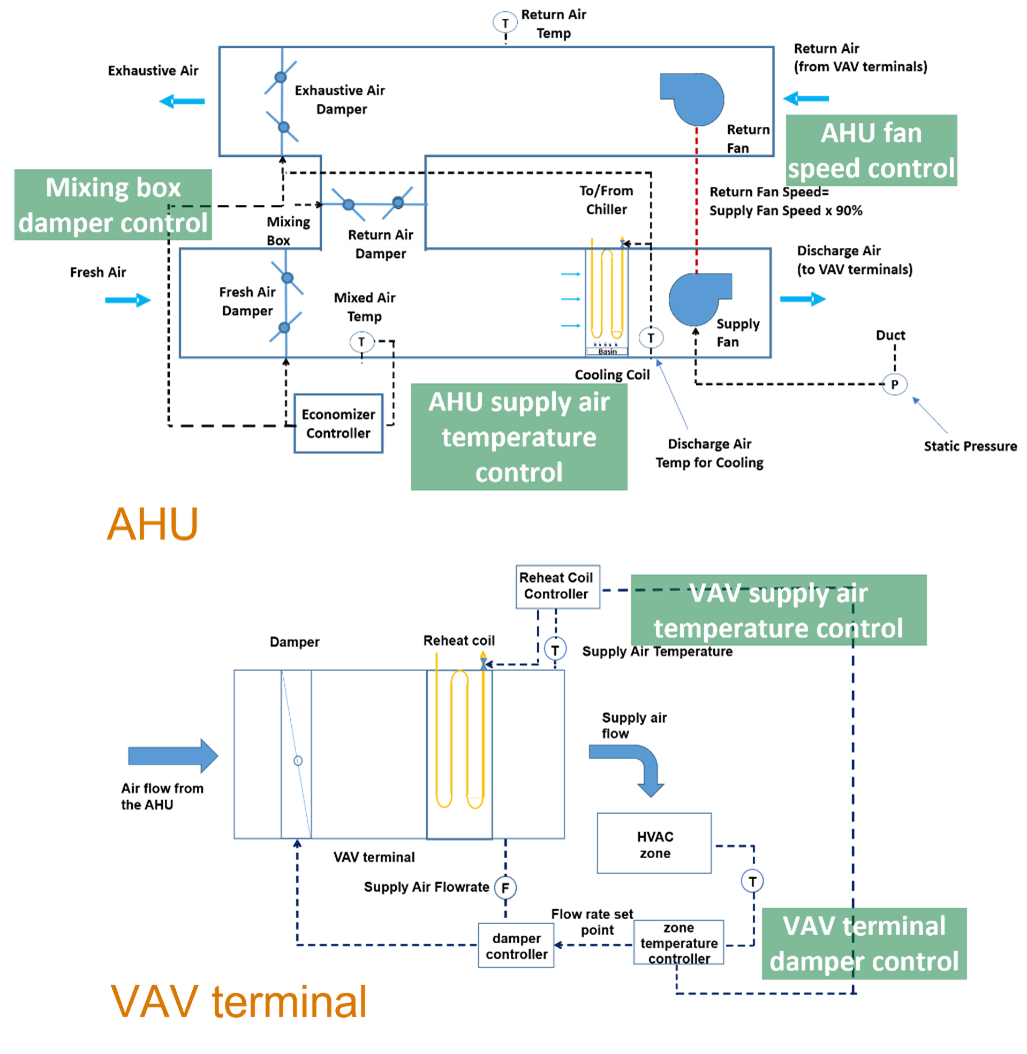 T
Return Air
Temp
Exhaustive Air
Exhaustive Air
Damper
Return Air
(from VAV terminals)
Return
Fan
AHU fan
speed control
Mixing box
damper control
To/From
Chiller
Return Fan Speed=
Supply Fan Speed x 90%
Mixing
Box
Return Air
Damper
Discharge Air
(to VAV terminals)
Fresh Air
Fresh Air
Damper
Mixed Air
Temp
T
Supply
Fan
T
Basin
Duct
Cooling Coil
P
Economizer
Controller
AHU supply air
temperature
control
Discharge Air
Temp for Cooling
Static Pressure
AHU
Reheat Coil
Controller
VAV supply air
temperature control
Damper
Reheat coil
T
Supply Air Temperature
Supply air
flow
Air flow from
the AHU
HVAC
zone
VAV terminal
Supply Air Flowrate
F
T
Flow rate set
point
damper
controller
zone
temperature
controller
VAV terminal
damper control
VAV terminal